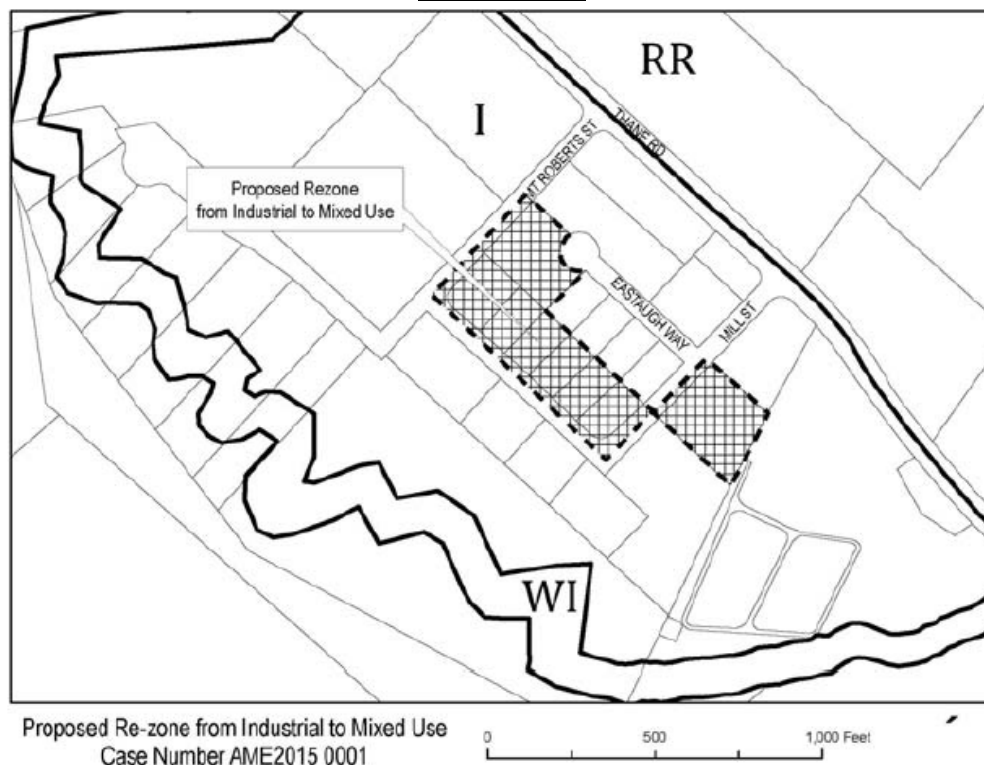 RR
I
THANE RD
MT ROBERTS ST
Proposed Rezone
from Industrial to Mixed Use
EASTAUGH WAY
MILL ST
WI
Proposed Re-zone from Industrial to Mixed Use
Case Number AME2015 0001
0 500 1,000 Feet